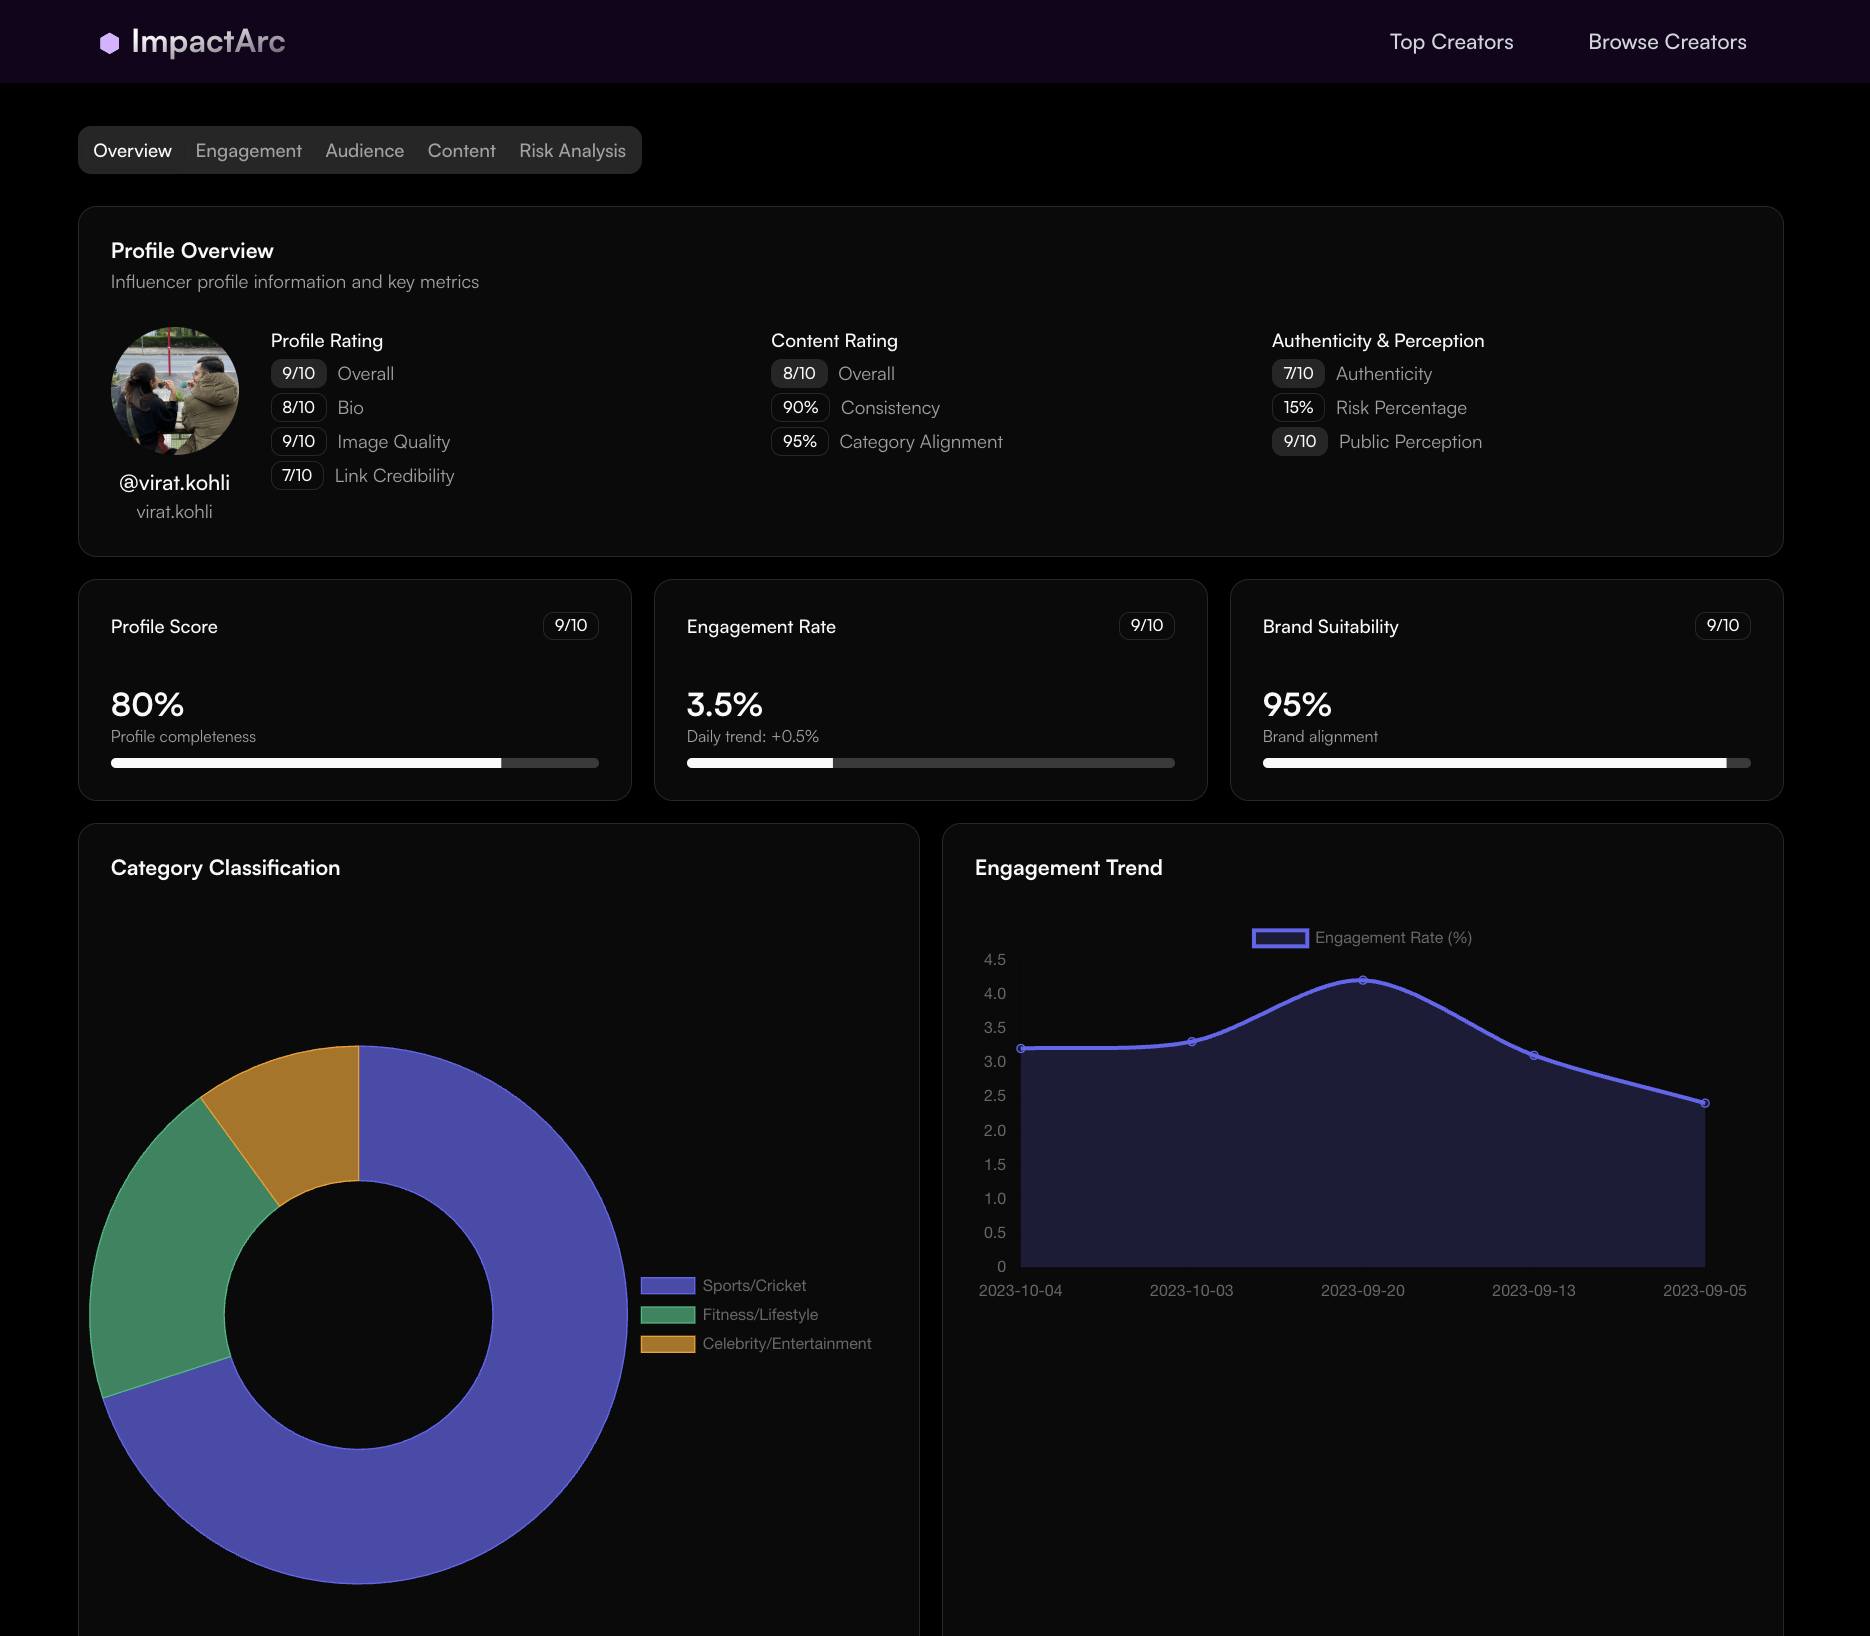 ImpactArc
Top Creators
Browse Creators
Overview
Engagement
Audience
Content
Risk Analysis
Profile Overview
Influencer profile information and key metrics
@virat.kohli
virat.kohli
Profile Rating
9/10 Overall
8/10 Bio
9/10 Image Quality
7/10 Link Credibility
Content Rating
8/10 Overall
90% Consistency
95% Category Alignment
Authenticity & Perception
7/10 Authenticity
15% Risk Percentage
9/10 Public Perception
Profile Score
9/10
80%
Profile completeness
Engagement Rate
9/10
3.5%
Daily trend: +0.5%
Brand Suitability
9/10
95%
Brand alignment
Category Classification
Sports/Cricket
Fitness/Lifestyle
Celebrity/Entertainment
Engagement Trend
Engagement Rate (%)
4.5
4.0
3.5
3.0
2.5
2.0
1.5
1.0
0.5
0
2023-10-04
2023-10-03
2023-09-20
2023-09-13
2023-09-05